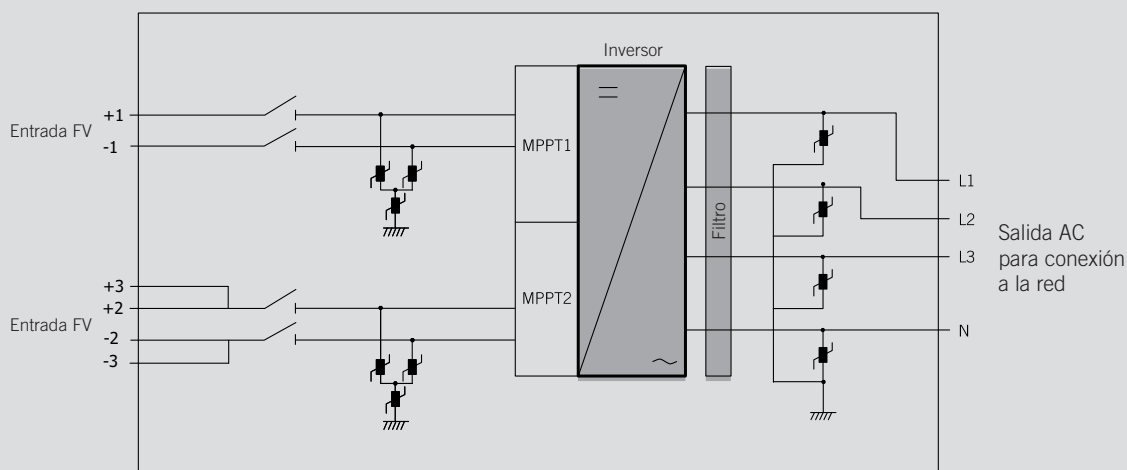 Inversor
Entrada FV
+1
-1
MPPT1
Filtro
L1
L2
L3
N
Salida AC
para conexión
a la red
Entrada FV
+3
+2
-2
-3
MPPT2